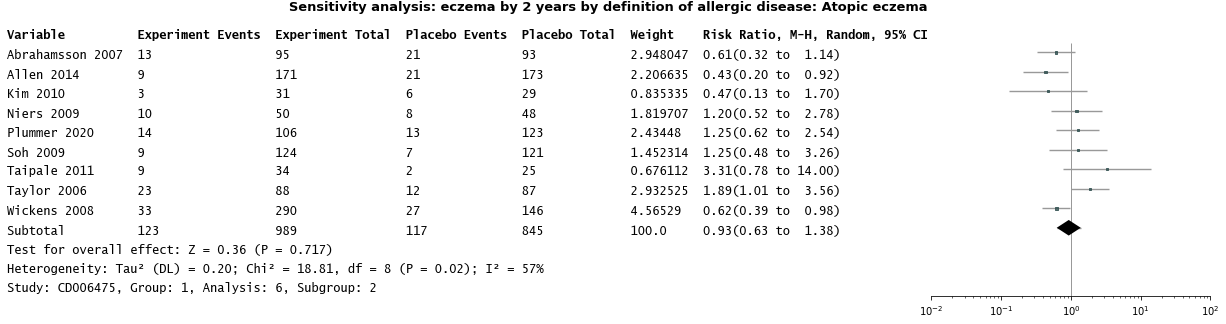 Sensitivity analysis: eczema by 2 years by definition of allergic disease: Atopic eczema
Variable Experiment Events Experiment Total Placebo Events Placebo Total Weight Risk Ratio, M-H, Random, 95% CI
Abrahamsson 2007 13 95 21 93 2.948047 0.61(0.32 to 1.14)
Allen 2014 9 171 21 173 2.206635 0.43(0.20 to 0.92)
Kim 2010 3 31 6 29 0.835335 0.47(0.13 to 1.70)
Niers 2009 10 50 8 48 1.819707 1.20(0.52 to 2.78)
Plummer 2020 14 106 13 123 2.43448 1.25(0.62 to 2.54)
Soh 2009 9 124 7 121 1.452314 1.25(0.48 to 3.26)
Taipale 2011 9 34 2 25 0.676112 3.31(0.78 to 14.00)
Taylor 2006 23 88 12 87 2.932525 1.89(1.01 to 3.56)
Wickens 2008 33 290 27 146 4.56529 0.62(0.39 to 0.98)
Subtotal 123 989 117 845 100.0 0.93(0.63 to 1.38)
Test for overall effect: Z = 0.36 (P = 0.717)
Heterogeneity: Tau² (DL) = 0.20; Chi² = 18.81, df = 8 (P = 0.02); I² = 57%
Study: CD006475, Group: 1, Analysis: 6, Subgroup: 2
10⁻² 10⁻¹ 10⁰ 10¹ 10²